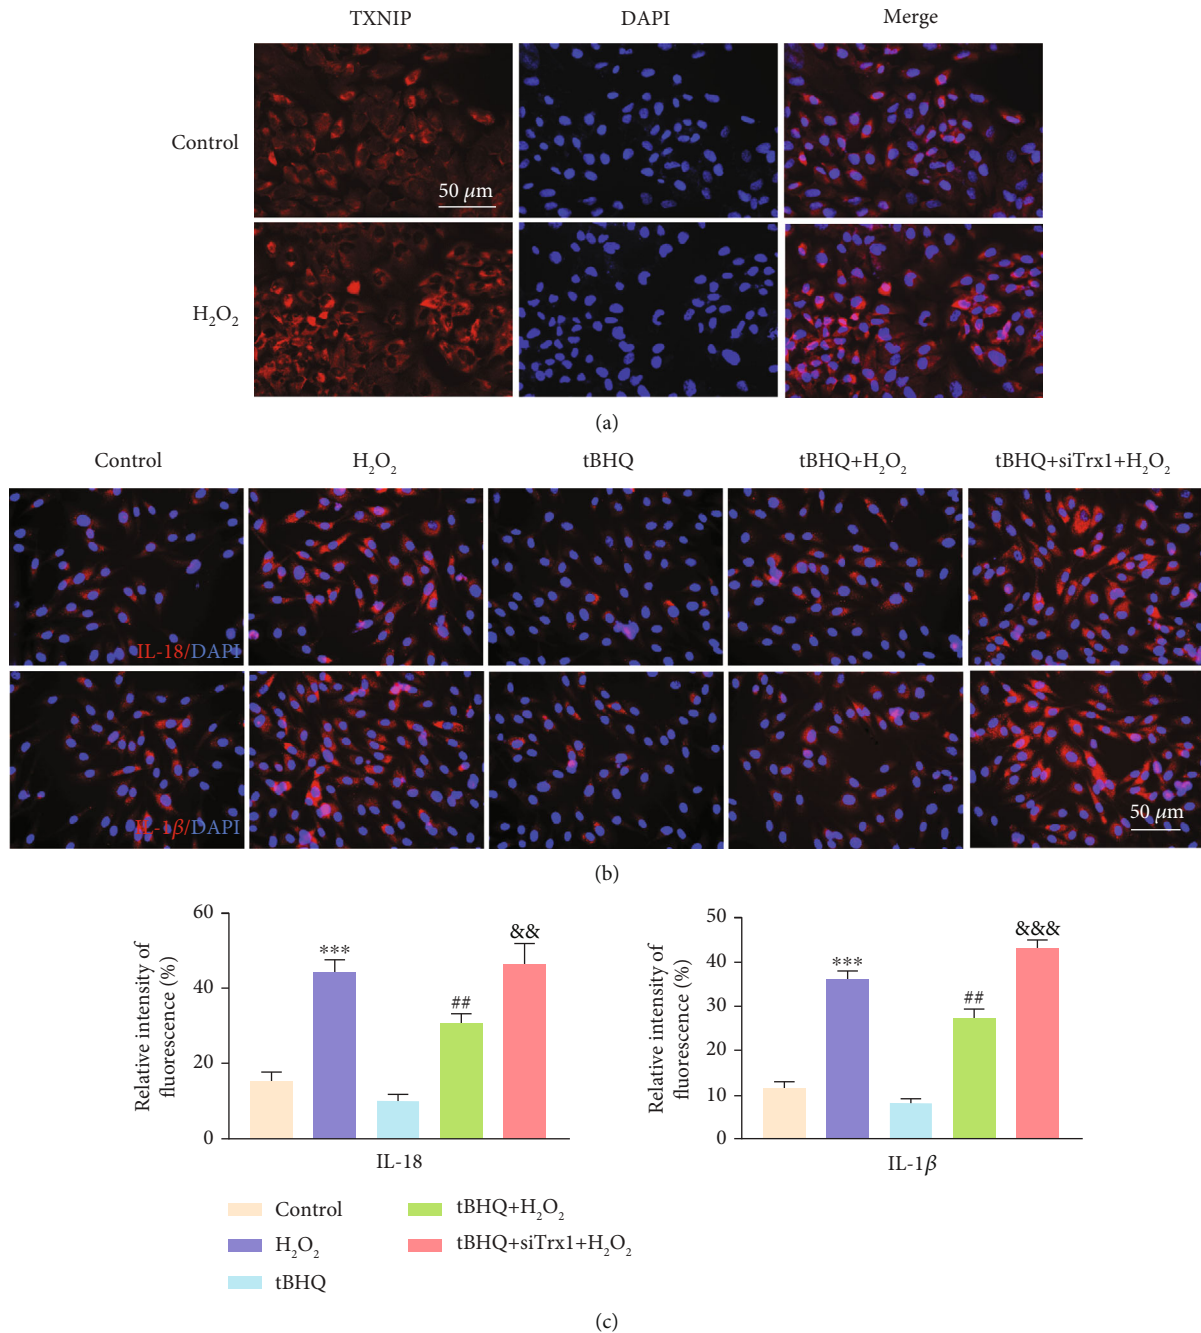 TXNIP DAPI Merge
Control
50 μm
H₂O₂
(a)
Control H₂O₂ tBHQ tBHQ+H₂O₂ tBHQ+siTrx1+H₂O₂
IL-18/DAPI
IL-1β/DAPI
50 μm
(b)
Relative intensity of fluorescence (%)
60
40
20
0
***
##
&&
IL-18
Relative intensity of fluorescence (%)
50
40
30
20
10
0
***
##
&&&
IL-1β
Control
H₂O₂
tBHQ
tBHQ+H₂O₂
tBHQ+siTrx1+H₂O₂
(c)